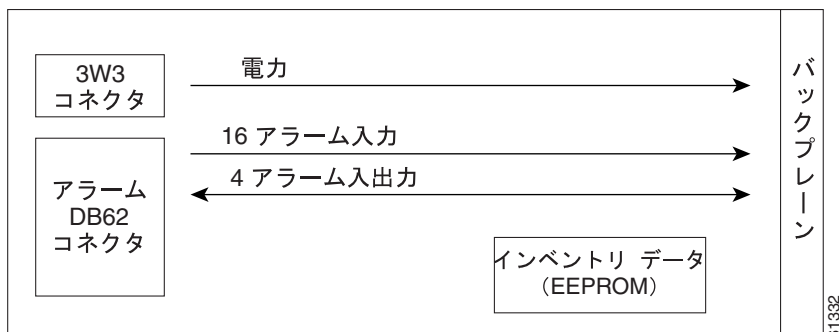 3W3
コネクタ
電力
16 アラーム入力
4 アラーム入出力
アラーム
DB62
コネクタ
インベントリ データ
（EEPROM）
バックプレーン